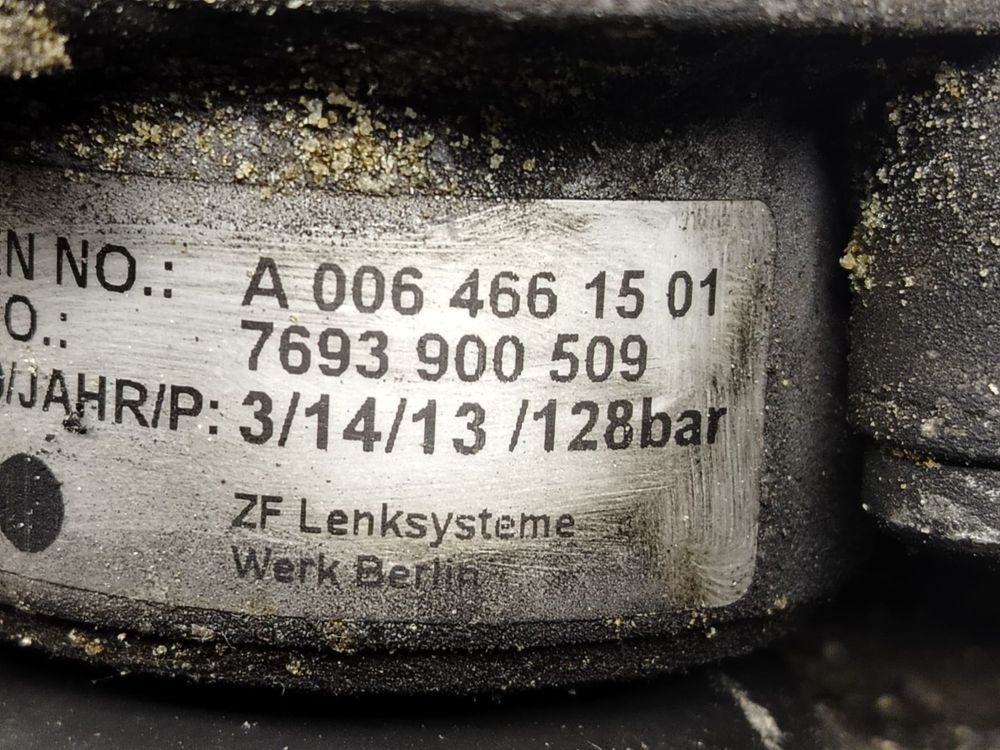 N NO.: A 006 466 15 01
O.: 7693 900 509
/JAHR/P: 3/14/13 /128bar
ZF Lenksysteme
Werk Berlin